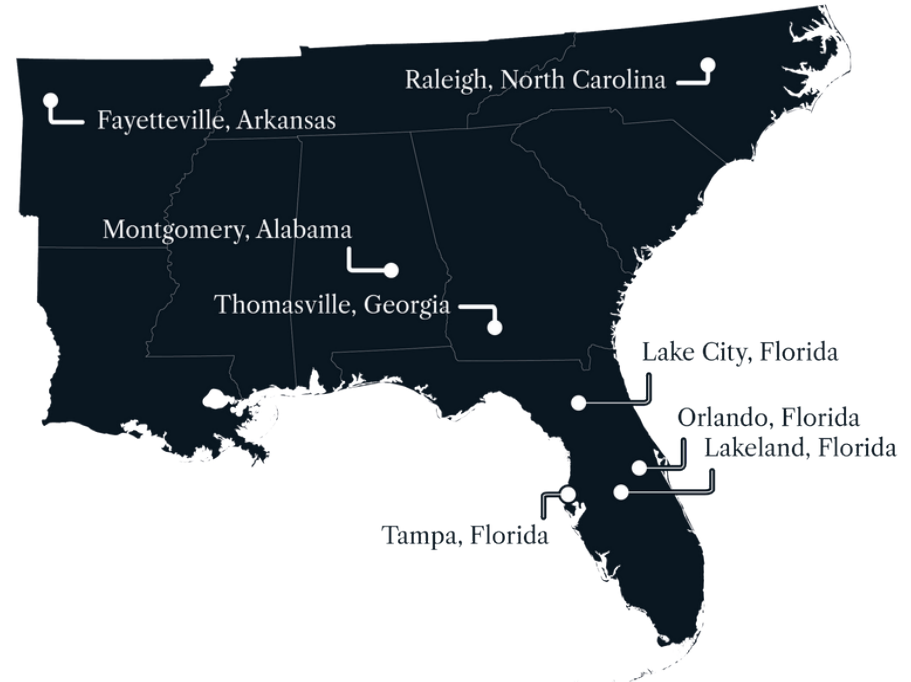 Raleigh, North Carolina
Fayetteville, Arkansas
Montgomery, Alabama
Thomasville, Georgia
Lake City, Florida
Orlando, Florida
Lakeland, Florida
Tampa, Florida